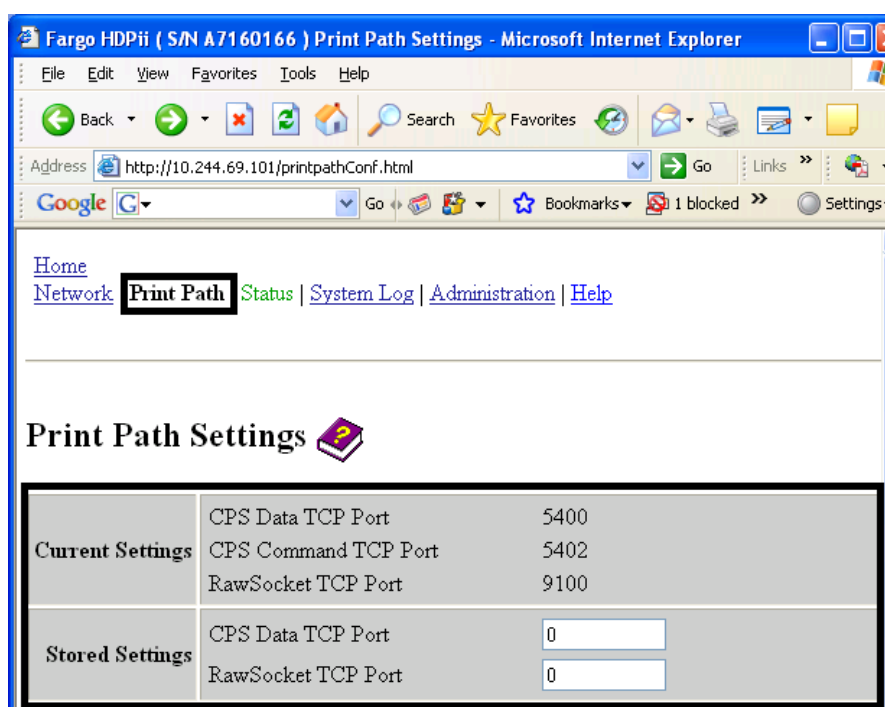 Fargo HDPii ( S/N A7160166 ) Print Path Settings - Microsoft Internet Explorer
File Edit View Favorites Tools Help
Back Search Favorites
Address http://10.244.69.101/printpathConf.html Go Links »
Google G Go Bookmarks 1 blocked » Settings
Home
Network Print Path Status | System Log | Administration | Help
Print Path Settings ?
Current Settings
CPS Data TCP Port 5400
CPS Command TCP Port 5402
RawSocket TCP Port 9100
Stored Settings
CPS Data TCP Port 0
RawSocket TCP Port 0